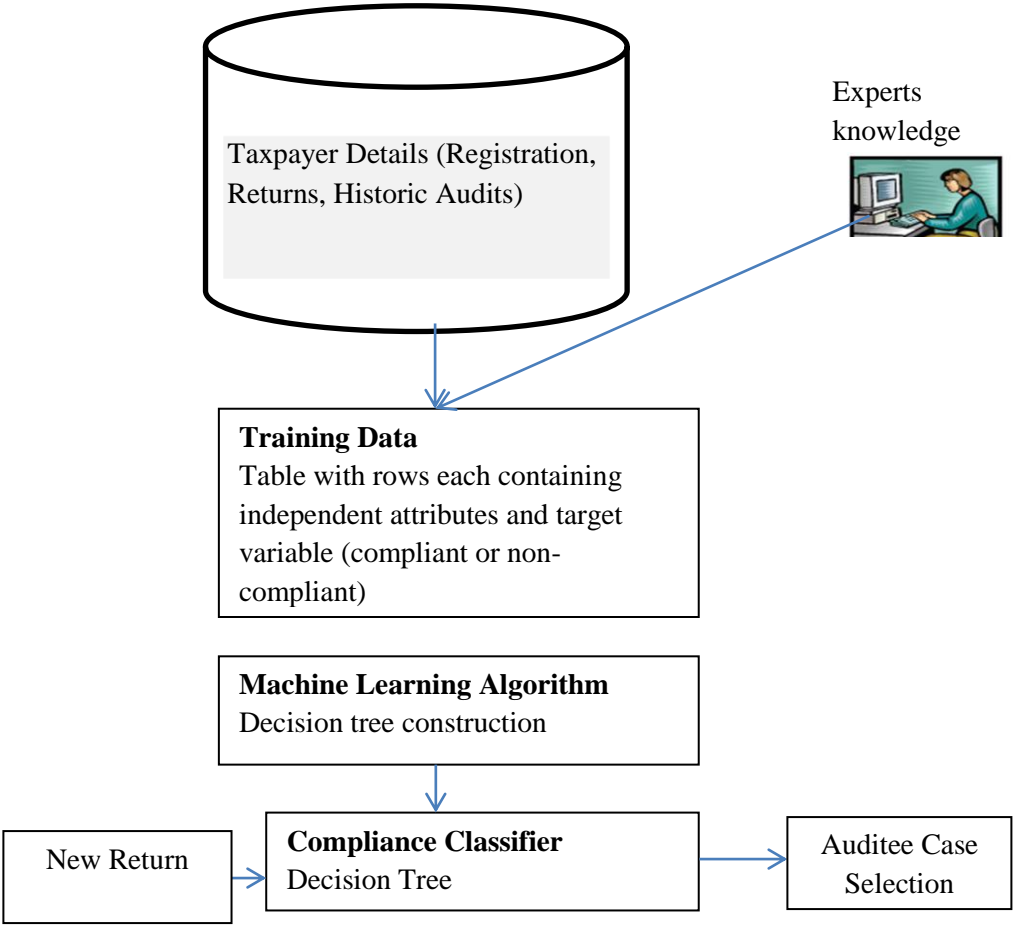 Experts
knowledge
Taxpayer Details (Registration,
Returns, Historic Audits)
Training Data
Table with rows each containing
independent attributes and target
variable (compliant or non-
compliant)
Machine Learning Algorithm
Decision tree construction
New Return
Compliance Classifier
Decision Tree
Auditee Case
Selection